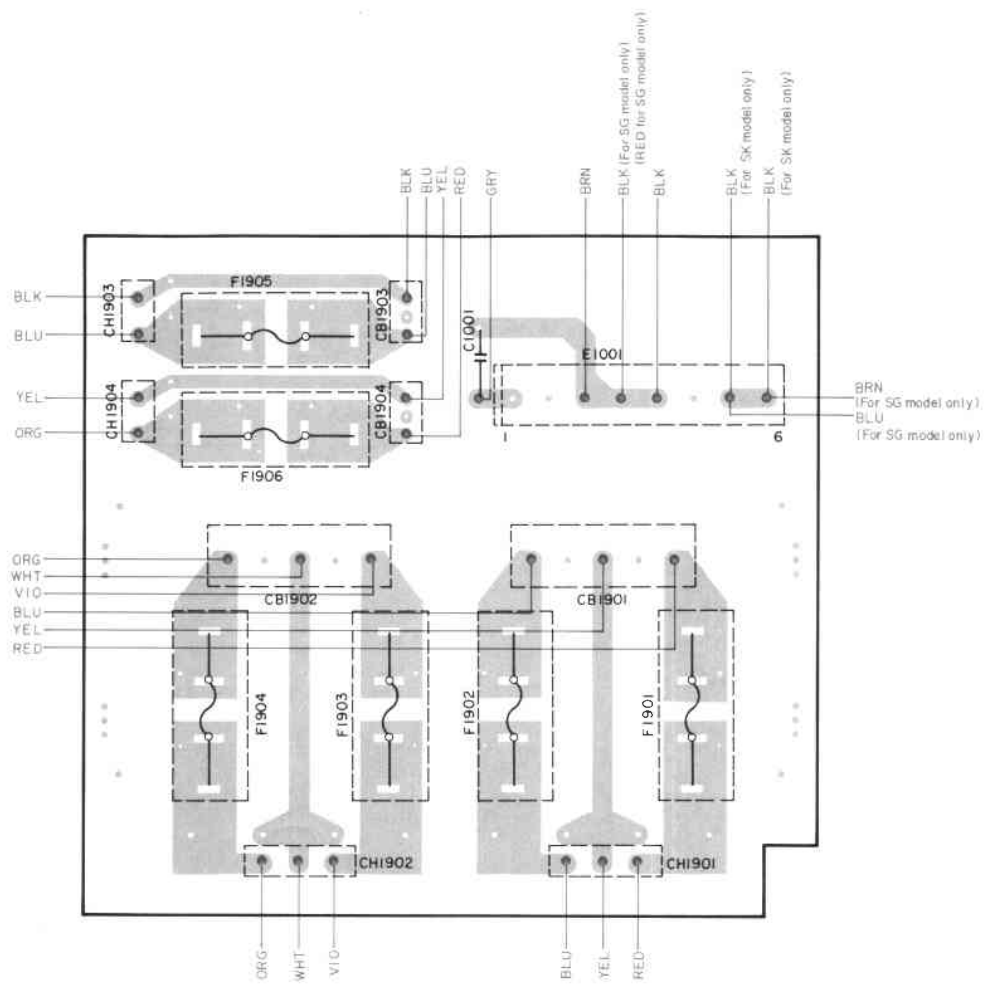 BLK
BLU
YEL
RED
GRY
BRN
BLK (For SG model only)
(RED for SG model only)
BLK
BLK
(For SK model only)
BLK
(For SK model only)
BLK
CH1903
F1905
CB1903
BLU
C1001
E1001
YEL
CH1904
CB1904
ORG
F1906
1
6
BRN
(For SG model only)
BLU
(For SG model only)
ORG
WHT
VIO
BLU
YEL
RED
CB1902
CB1901
F1904
F1903
F1902
F1901
CH1902
CH1901
ORG
WHT
VIO
BLU
YEL
RED